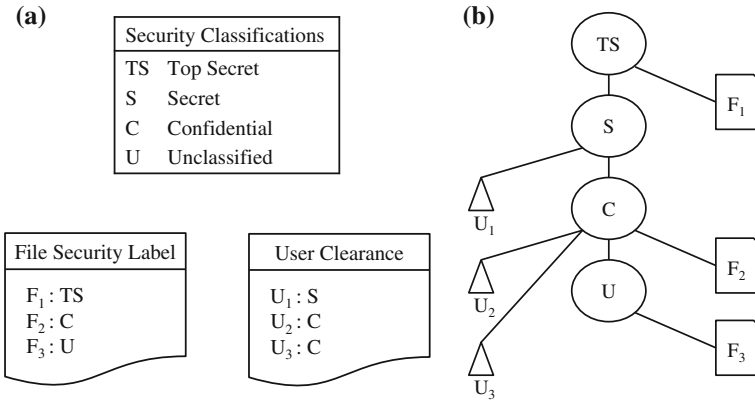 (a)
Security Classifications
TS Top Secret
S Secret
C Confidential
U Unclassified
File Security Label
F₁ : TS
F₂ : C
F₃ : U
User Clearance
U₁ : S
U₂ : C
U₃ : C
(b)
TS
F₁
S
U₁
C
U₂
F₂
U
F₃
U₃